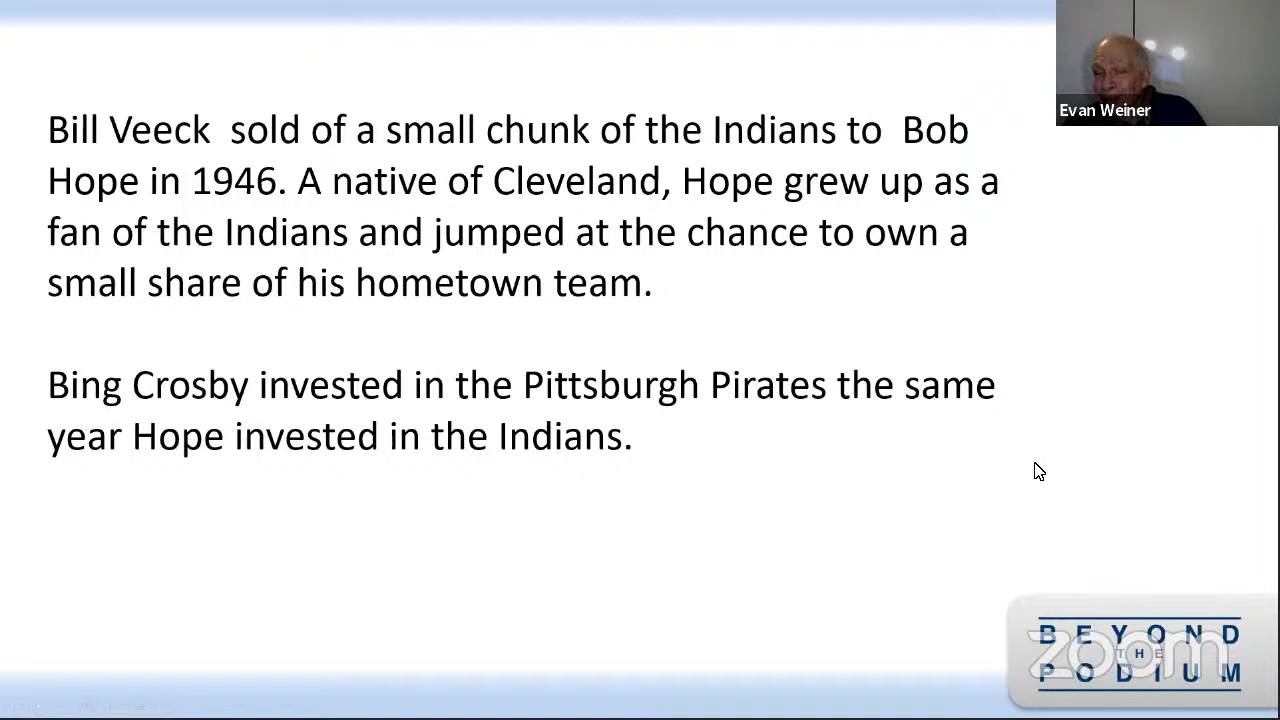 Bill Veeck  sold of a small chunk of the Indians to  Bob
Hope in 1946. A native of Cleveland, Hope grew up as a
fan of the Indians and jumped at the chance to own a
small share of his hometown team.
Bing Crosby invested in the Pittsburgh Pirates the same
year Hope invested in the Indians.
Evan Weiner
BEYOND
THE
PODIUM
zoom